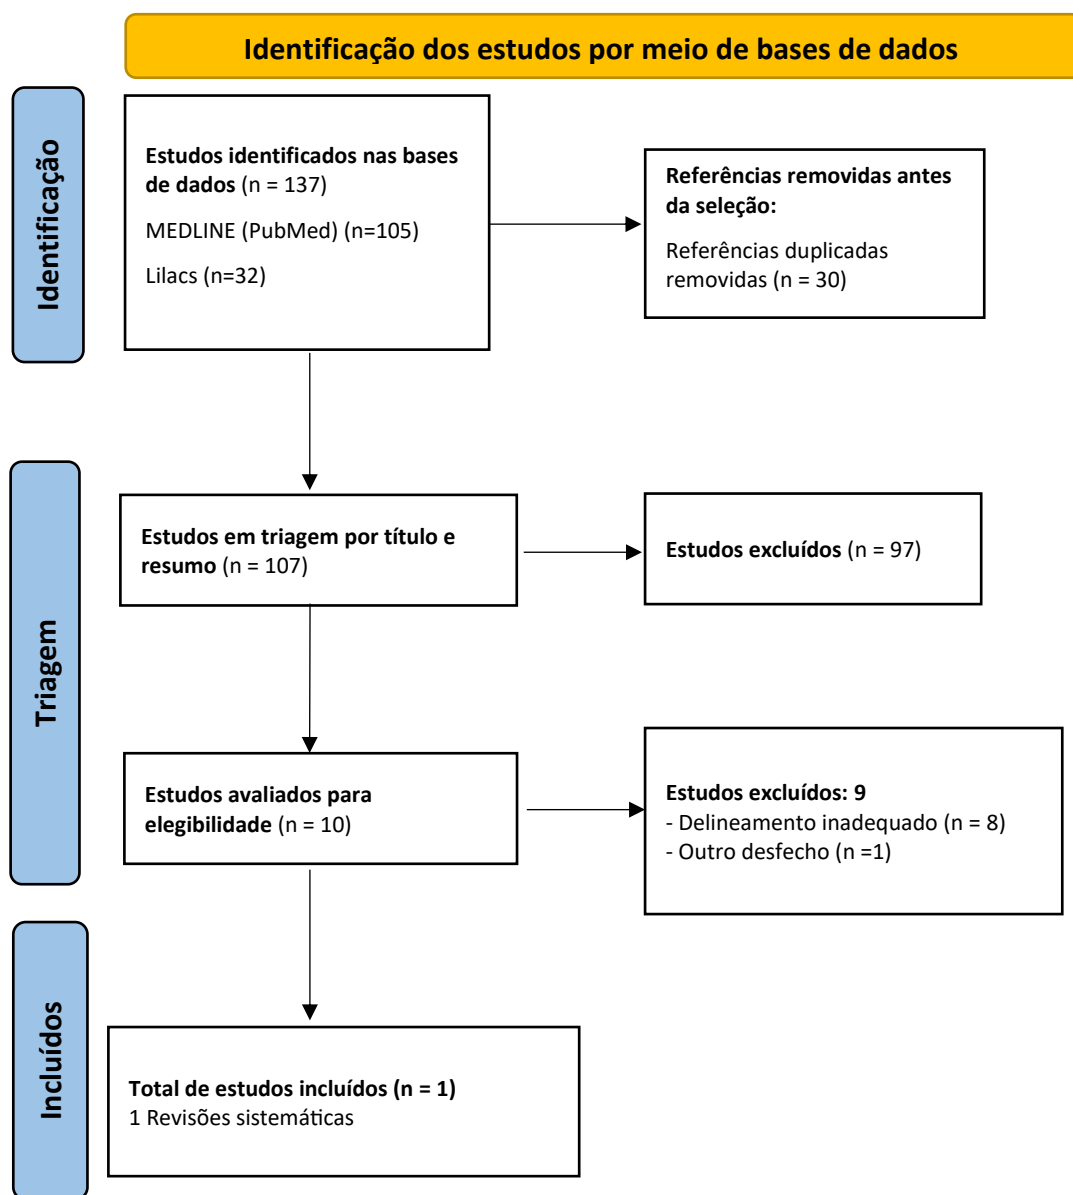 Identificação dos estudos por meio de bases de dados
Identificação
Estudos identificados nas bases
de dados (n = 137)
MEDLINE (PubMed) (n=105)
Lilacs (n=32)
Referências removidas antes
da seleção:
Referências duplicadas
removidas (n = 30)
Triagem
Estudos em triagem por título e
resumo (n = 107)
Estudos excluídos (n = 97)
Estudos avaliados para
elegibilidade (n = 10)
Estudos excluídos: 9
- Delineamento inadequado (n = 8)
- Outro desfecho (n =1)
Incluídos
Total de estudos incluídos (n = 1)
1 Revisões sistemáticas